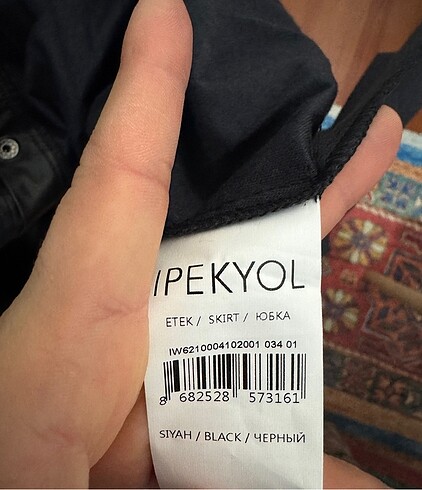 IPEKYOL
ETEK / SKIRT / ЮБКА
IW6210004102001 034 01
8 682528 573161
SIYAH / BLACK / ЧЕРНЫЙ